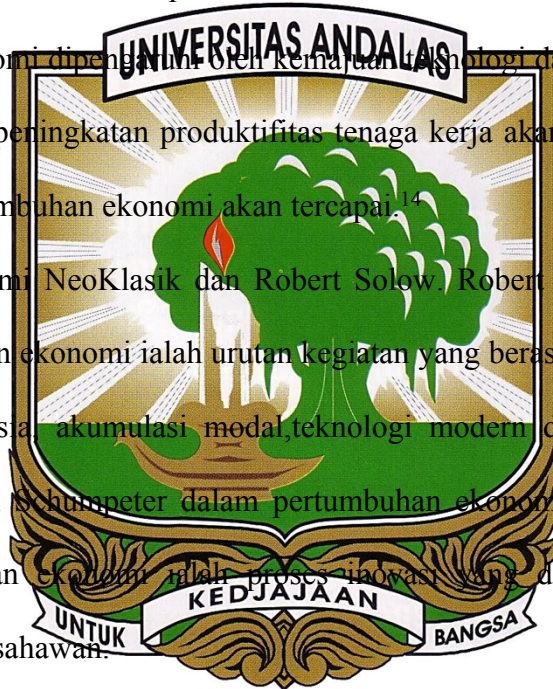 UNIVERSITAS ANDALAS
omi dipengaruhi oleh kemajuan teknologi da
peningkatan produktifitas tenaga kerja akan
mbuhan ekonomi akan tercapai.14
mi NeoKlasik dan Robert Solow. Robert
n ekonomi ialah urutan kegiatan yang beras
sia, akumulasi modal,teknologi modern d
Schumpeter dalam pertumbuhan ekonomi
an ekonomi ialah proses inovasi yang d
sahawan.
UNTUK KEDJAJAAN BANGSA